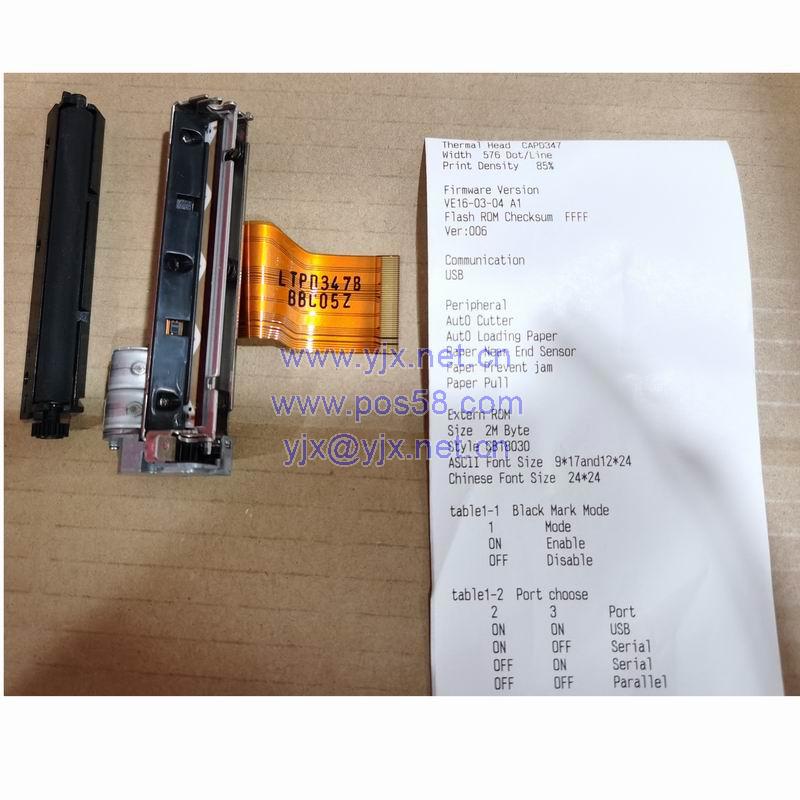 LTPD347B
BBC05Z
www.yjx.net.cn
www.pos58.com
yjx@yjx.net.cn
Thermal Head CAPD347
Width 576 Dot/Line
Print Density 85%
Firmware Version
VE16-03-04 A1
Flash ROM Checksum FFFF
Ver:006
Communication
USB
Peripheral
AutO Cutter
AutO Loading Paper
Paper Near End Sensor
Paper Prevent jam
Paper Pull
Extern ROM
Size 2M Byte
Style GB18030
ASCII Font Size 9*17and12*24
Chinese Font Size 24*24
table1-1 Black Mark Mode
1 Mode
ON Enable
OFF Disable
table1-2 Port choose
2 3 Port
ON ON USB
ON OFF Serial
OFF ON Serial
OFF OFF Parallel